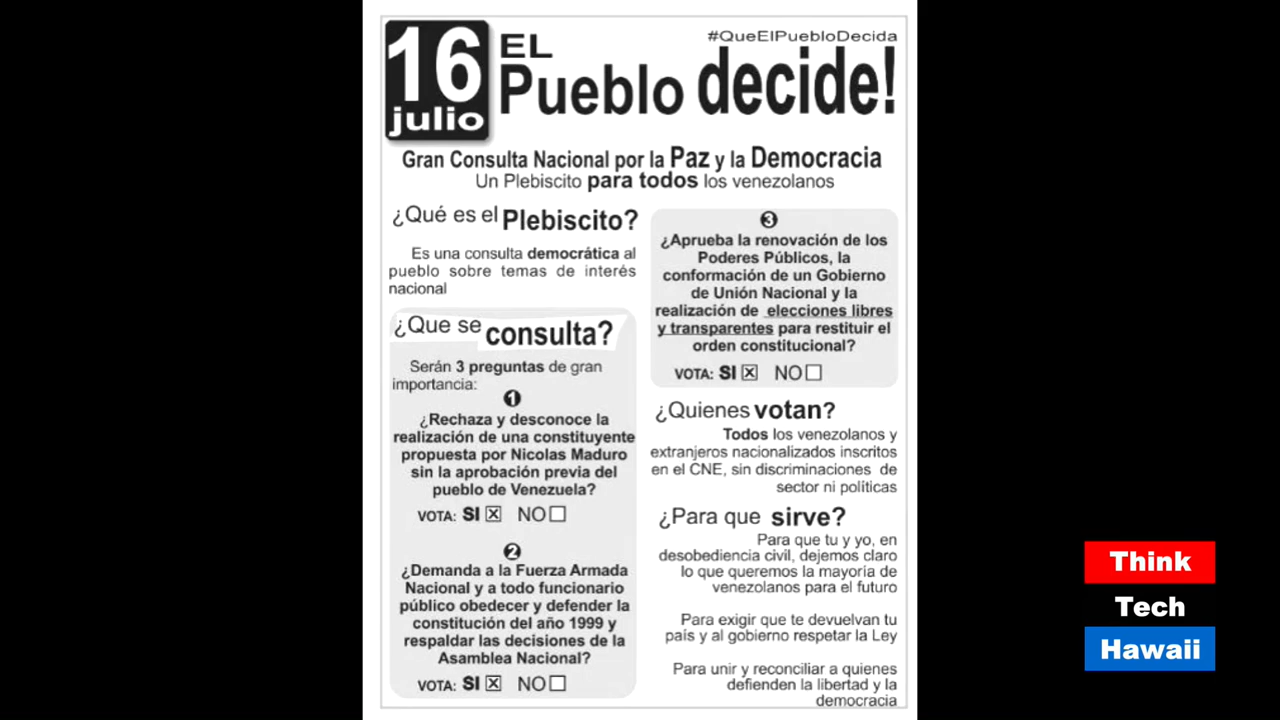 16
julio
EL
Pueblo decide!
#QueElPuebloDecida
Gran Consulta Nacional por la Paz y la Democracia
Un Plebiscito para todos los venezolanos
¿Qué es el Plebiscito?
Es una consulta democrática al
pueblo sobre temas de interés
nacional
¿Que se consulta?
Serán 3 preguntas de gran
importancia:
1
¿Rechaza y desconoce la
realización de una constituyente
propuesta por Nicolas Maduro
sin la aprobación previa del
pueblo de Venezuela?
VOTA: SI ☒ NO ☐
2
¿Demanda a la Fuerza Armada
Nacional y a todo funcionario
público obedecer y defender la
constitución del año 1999 y
respaldar las decisiones de la
Asamblea Nacional?
VOTA: SI ☒ NO ☐
3
¿Aprueba la renovación de los
Poderes Públicos, la
conformación de un Gobierno
de Unión Nacional y la
realización de elecciones libres
y transparentes para restituir el
orden constitucional?
VOTA: SI ☒ NO ☐
¿Quienes votan?
Todos los venezolanos y
extranjeros nacionalizados inscritos
en el CNE, sin discriminaciones de
sector ni políticas
¿Para que sirve?
Para que tu y yo, en
desobediencia civil, dejemos claro
lo que queremos la mayoría de
venezolanos para el futuro
Para exigir que te devuelvan tu
país y al gobierno respetar la Ley
Para unir y reconciliar a quienes
defienden la libertad y la
democracia
Think
Tech
Hawaii